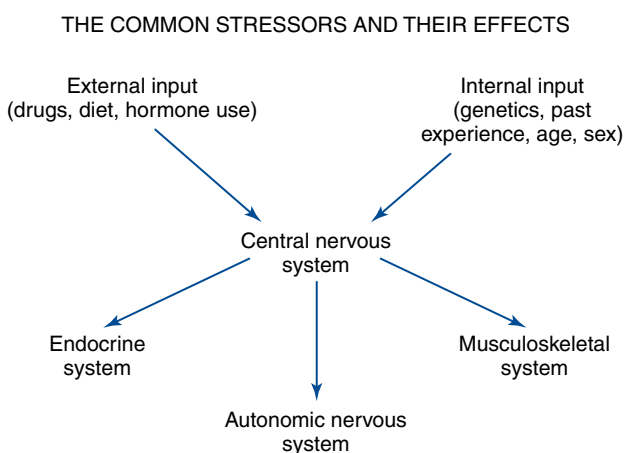 THE COMMON STRESSORS AND THEIR EFFECTS
External input
(drugs, diet, hormone use)
Internal input
(genetics, past
experience, age, sex)
Central nervous
system
Endocrine
system
Musculoskeletal
system
Autonomic nervous
system